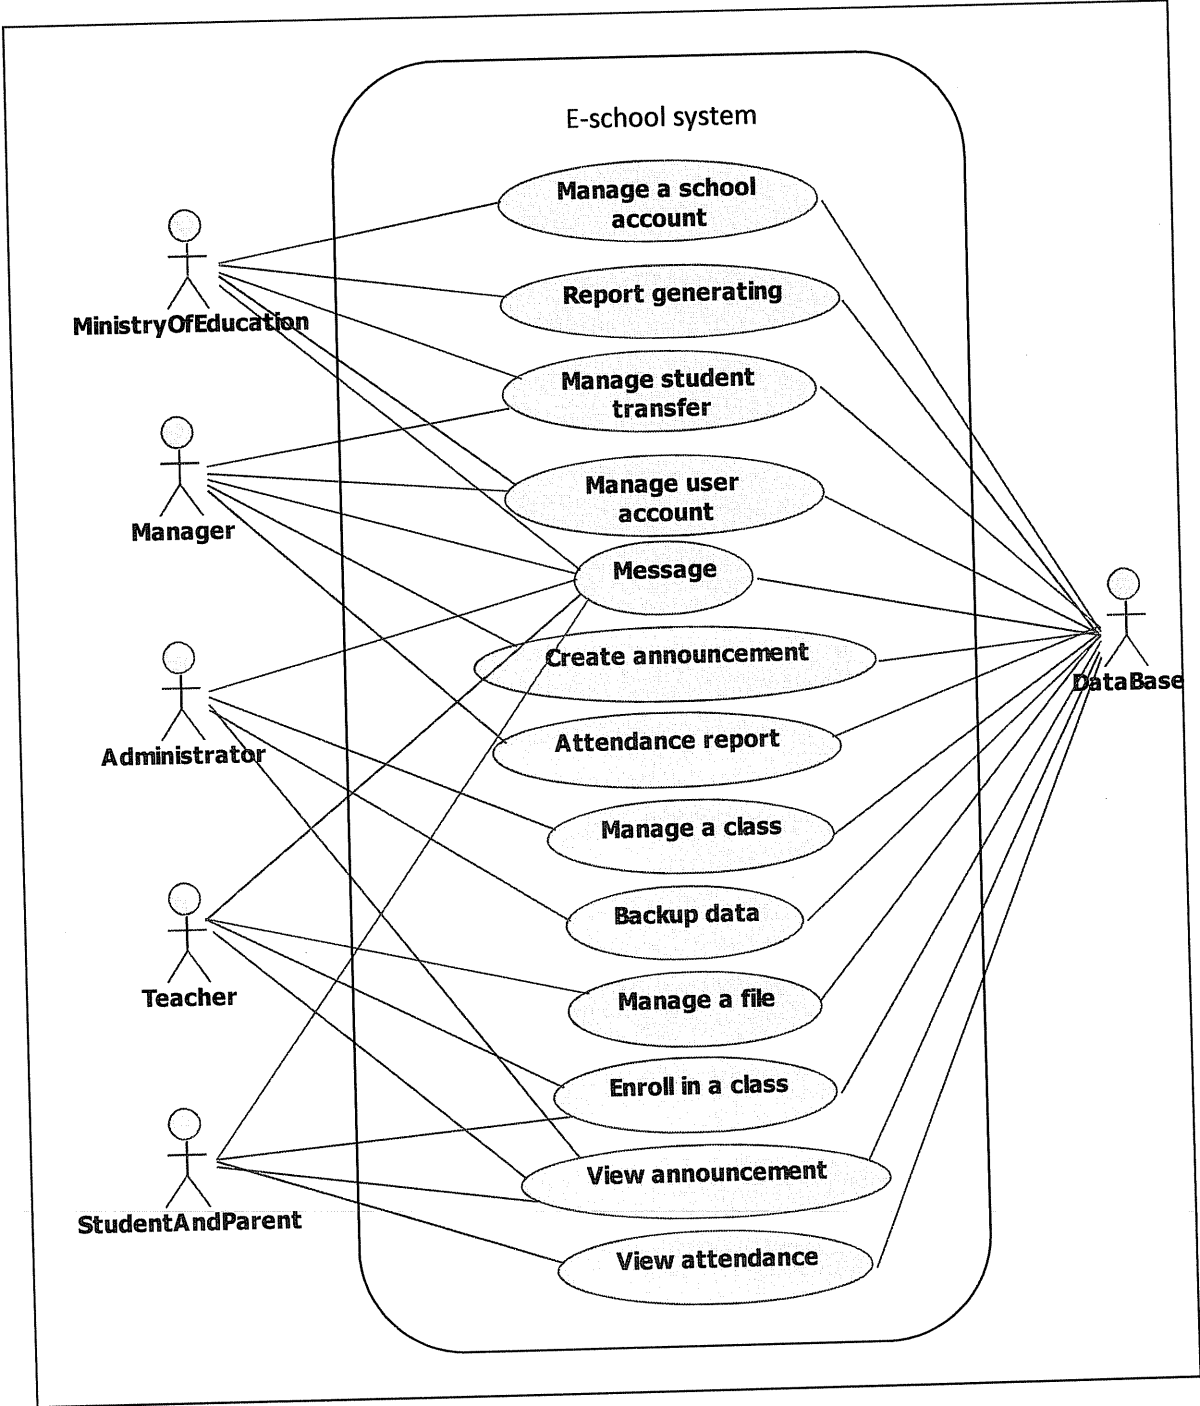 E-school system
Manage a school
account
Report generating
MinistryOfEducation
Manage student
transfer
Manage user
account
Manager
Message
Create announcement
DataBase
Attendance report
Administrator
Manage a class
Backup data
Teacher
Manage a file
Enroll in a class
View announcement
StudentAndParent
View attendance